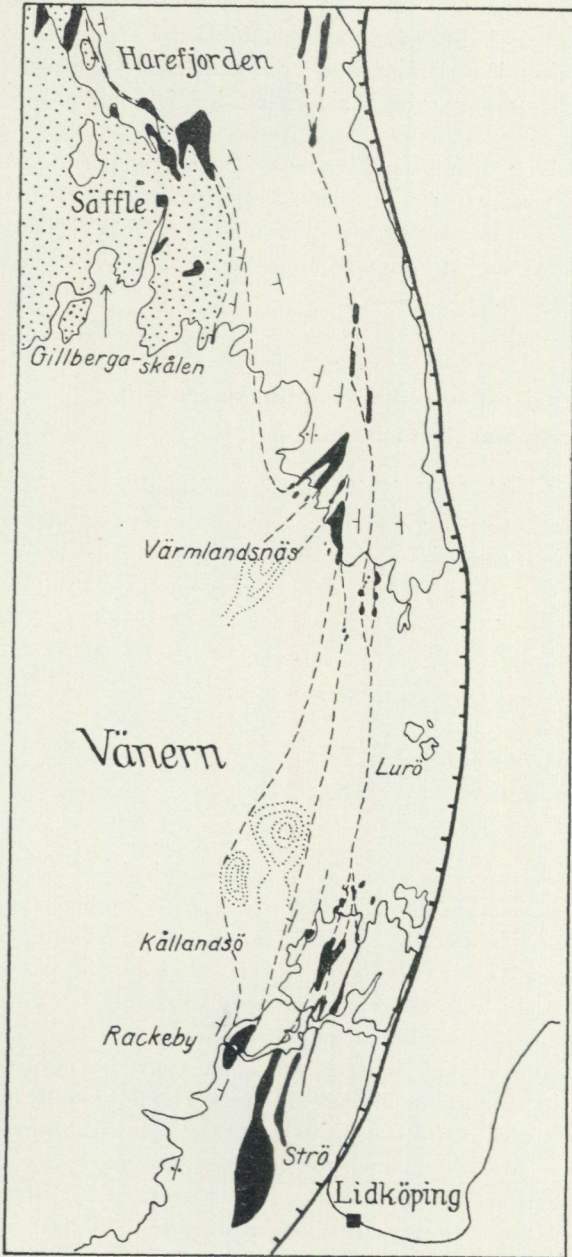 Harefjorden
Säffle
Gillberga-skålen
Värmlandsnäs
Vänern
Lurö
Kållandsö
Rackeby
Strö
Lidköping